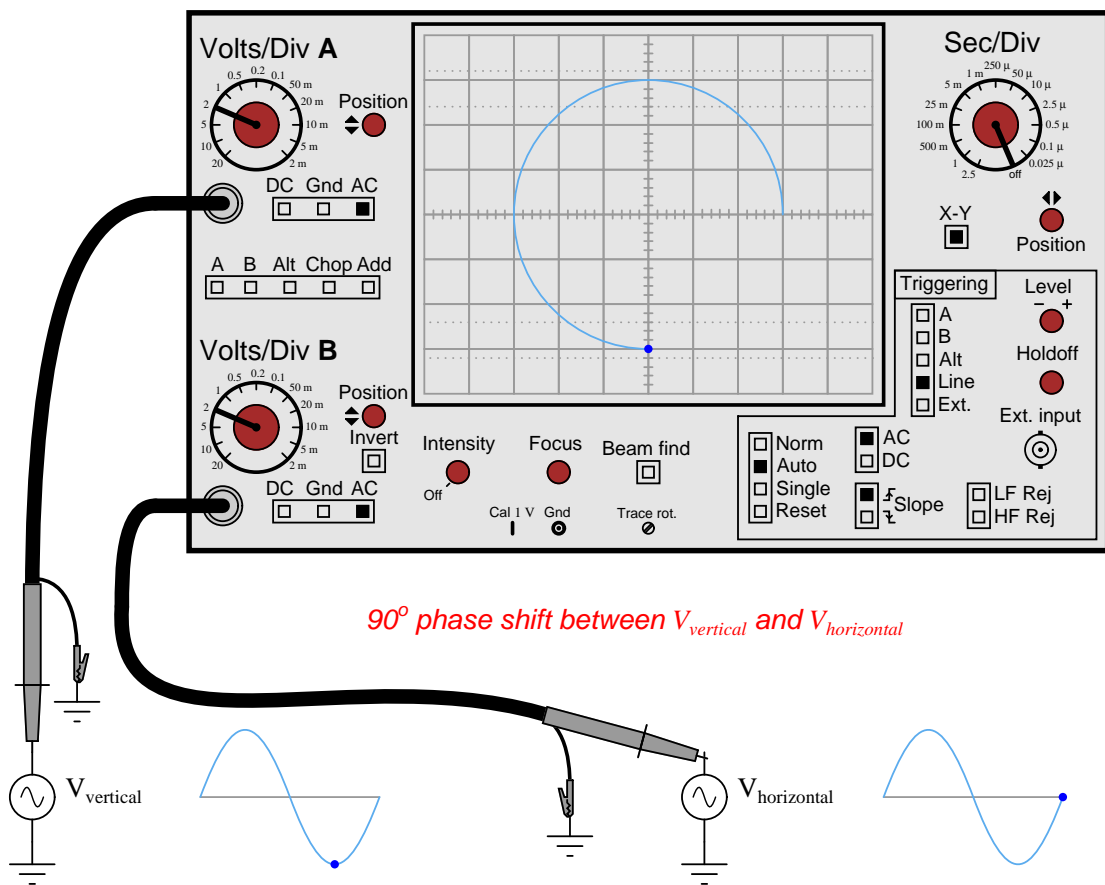 Volts/Div A
20 10 5 2 1 0.5 0.2 0.1 50 m 20 m 10 m 5 m 2 m
Position
DC Gnd AC
A B Alt Chop Add
Volts/Div B
20 10 5 2 1 0.5 0.2 0.1 50 m 20 m 10 m 5 m 2 m
Position
Invert
DC Gnd AC
Intensity
Off
Focus
Beam find
Cal 1 V Gnd Trace rot.
Sec/Div
2.5 1 500 m 100 m 25 m 5 m 1 m 250 µ 50 µ 10 µ 2.5 µ 0.5 µ 0.1 µ 0.025 µ off
X-Y
Position
Triggering
A
B
Alt
Line
Ext.
Level
− +
Holdoff
Ext. input
Norm
Auto
Single
Reset
AC
DC
Slope
LF Rej
HF Rej
90o phase shift between Vvertical and Vhorizontal
Vvertical
Vhorizontal